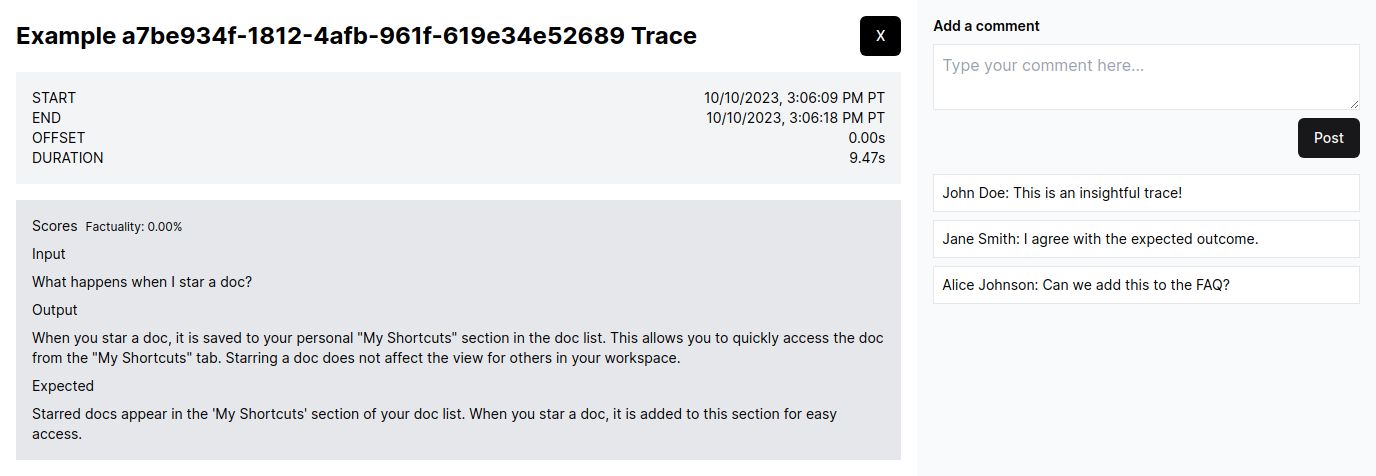 Example a7be934f-1812-4afb-961f-619e34e52689 Trace
X
START 10/10/2023, 3:06:09 PM PT
END 10/10/2023, 3:06:18 PM PT
OFFSET 0.00s
DURATION 9.47s
Scores Factuality: 0.00%
Input
What happens when I star a doc?
Output
When you star a doc, it is saved to your personal "My Shortcuts" section in the doc list. This allows you to quickly access the doc
from the "My Shortcuts" tab. Starring a doc does not affect the view for others in your workspace.
Expected
Starred docs appear in the 'My Shortcuts' section of your doc list. When you star a doc, it is added to this section for easy
access.
Add a comment
Type your comment here...
Post
John Doe: This is an insightful trace!
Jane Smith: I agree with the expected outcome.
Alice Johnson: Can we add this to the FAQ?